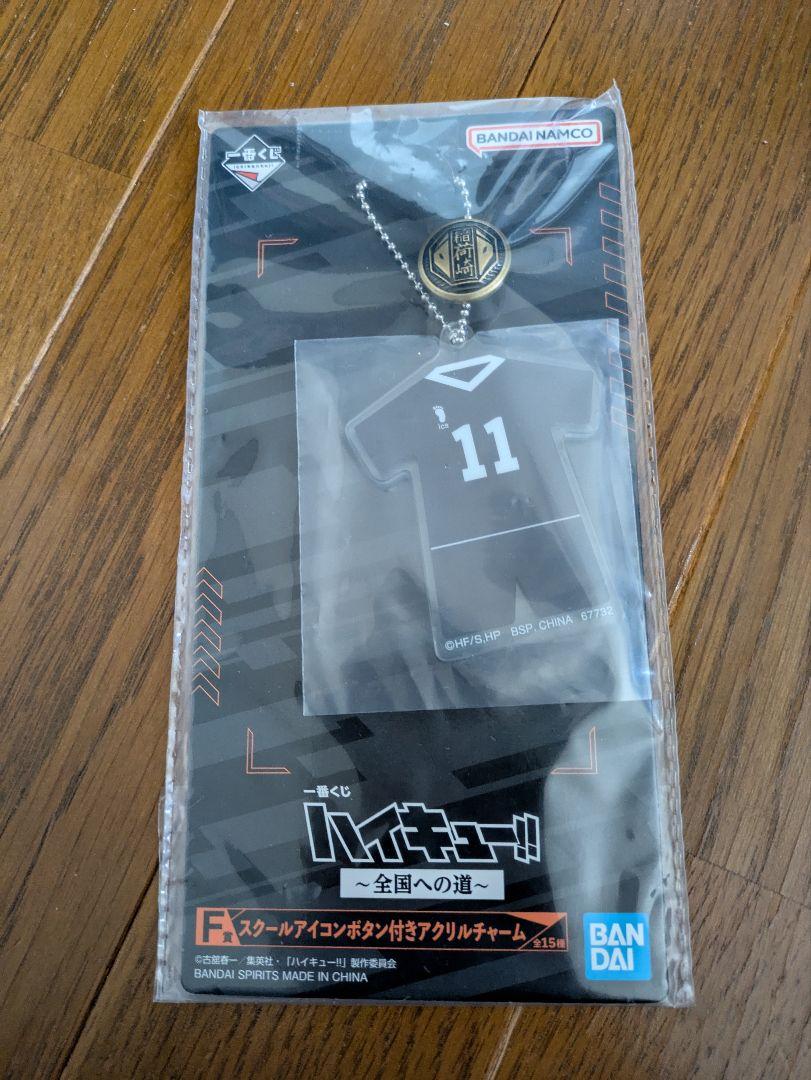 一番くじ
ICHIBANKUJI
BANDAI NAMCO
稲荷崎
ics
11
©HF/S,HP BSP. CHINA 67732
一番くじ
ハイキュー!!
～全国への道～
F賞 スクールアイコンボタン付きアクリルチャーム 全15種
BAN
DAI
©古舘春一／集英社・「ハイキュー!!」製作委員会
BANDAI SPIRITS MADE IN CHINA